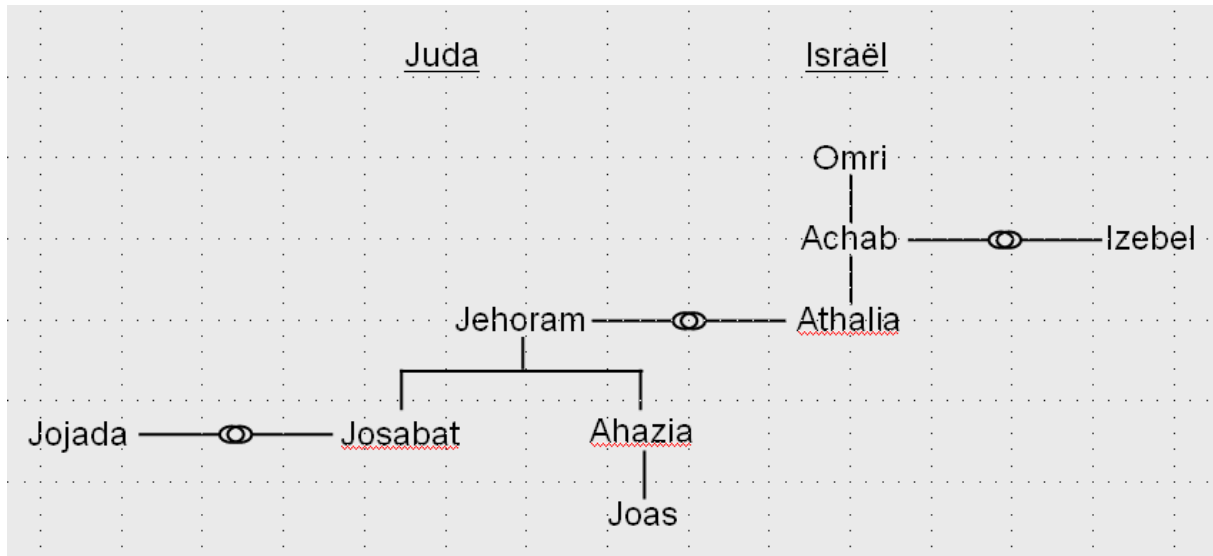 Juda Israël
Omri
Achab Izebel
Jehoram Athalia
Jojada Josabat Ahazia
Joas